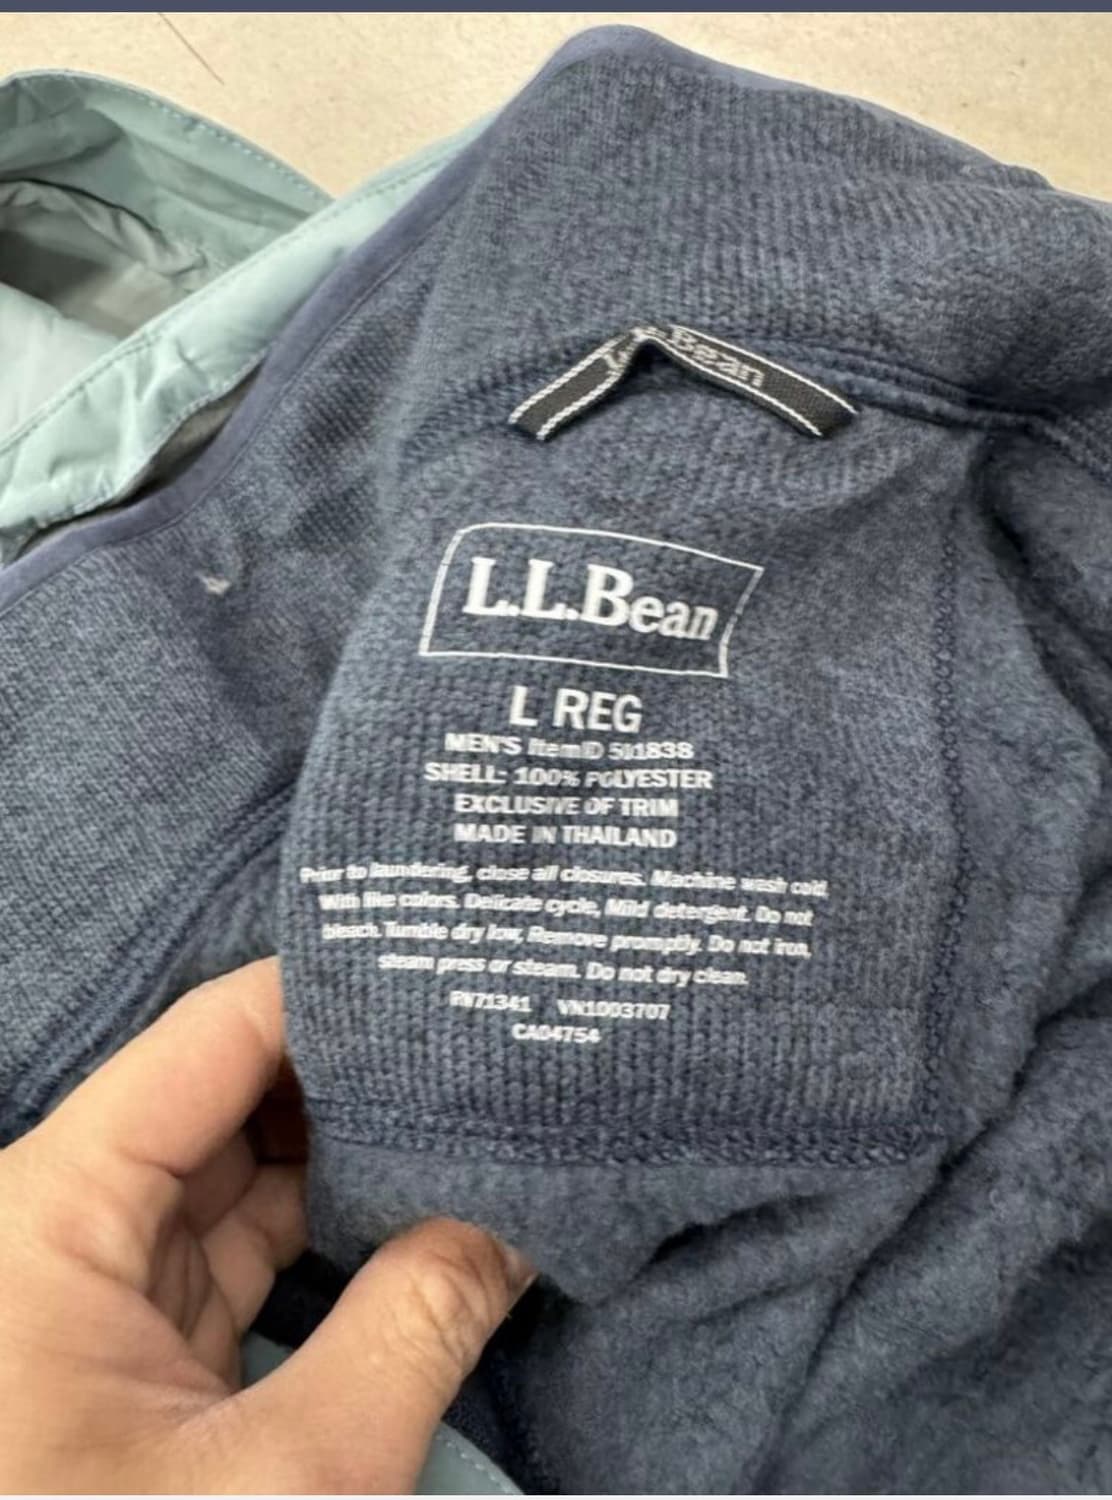 Bean
L.L.Bean
L REG
MEN'S ItemID 511838
SHELL: 100% POLYESTER
EXCLUSIVE OF TRIM
MADE IN THAILAND
Prior to laundering, close all closures. Machine wash cold.
With like colors. Delicate cycle, Mild detergent. Do not
bleach. Tumble dry low, Remove promptly. Do not iron,
steam press or steam. Do not dry clean.
RN71341 VN1003707
CA04754